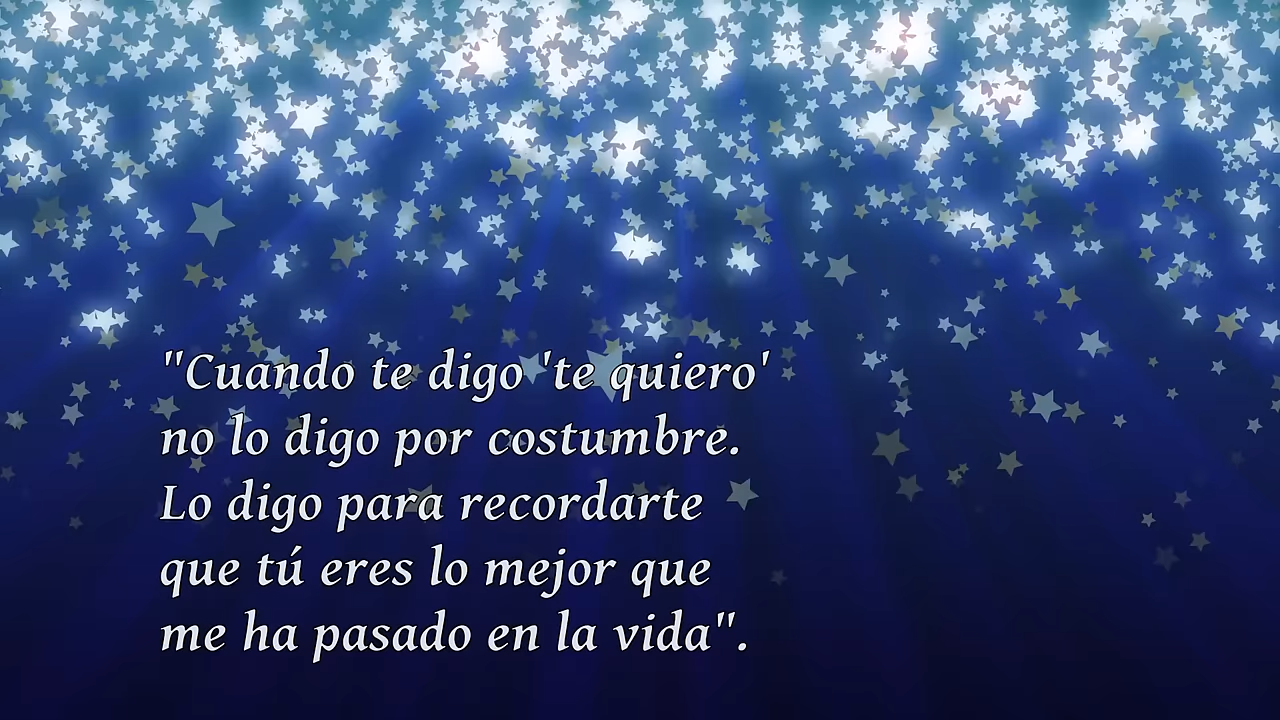 "Cuando te digo 'te quiero'
no lo digo por costumbre.
Lo digo para recordarte
que tú eres lo mejor que
me ha pasado en la vida".